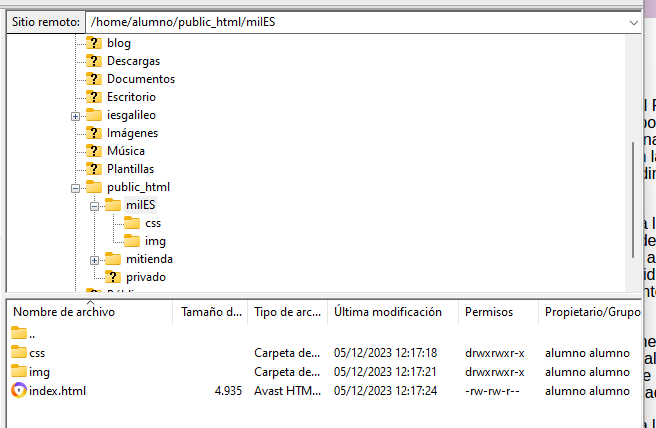 Sitio remoto: /home/alumno/public_html/miIES
blog
Descargas
Documentos
Escritorio
iesgalileo
Imágenes
Música
Plantillas
public_html
miIES
css
img
mitienda
privado
Nombre de archivo Tamaño d... Tipo de arc... Última modificación Permisos Propietario/Grupo
..
css Carpeta de... 05/12/2023 12:17:18 drwxrwxr-x alumno alumno
img Carpeta de... 05/12/2023 12:17:21 drwxrwxr-x alumno alumno
index.html 4.935 Avast HTM... 05/12/2023 12:17:24 -rw-rw-r-- alumno alumno